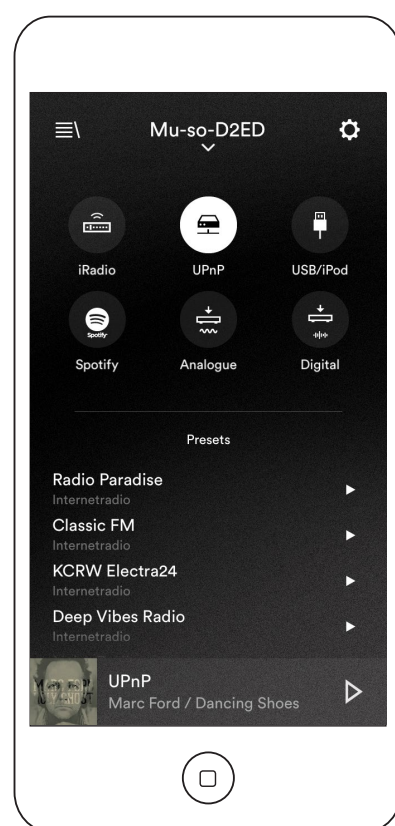 Mu-so-D2ED
iRadio
UPnP
USB/iPod
Spotify
Spotify
Analogue
Digital
Presets
Radio Paradise
Internetradio
Classic FM
Internetradio
KCRW Electra24
Internetradio
Deep Vibes Radio
Internetradio
UPnP
Marc Ford / Dancing Shoes